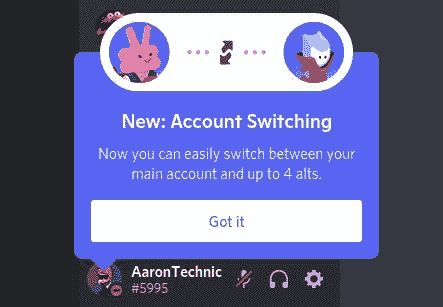 New: Account Switching
Now you can easily switch between your
main account and up to 4 alts.
Got it
AaronTechnic
#5995